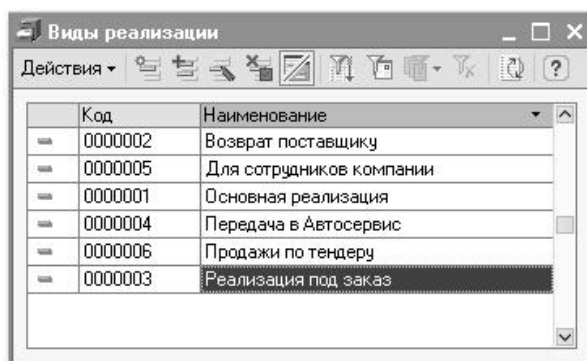 Виды реализации
Действия
Код Наименование
0000002 Возврат поставщику
0000005 Для сотрудников компании
0000001 Основная реализация
0000004 Передача в Автосервис
0000006 Продажи по тендеру
0000003 Реализация под заказ